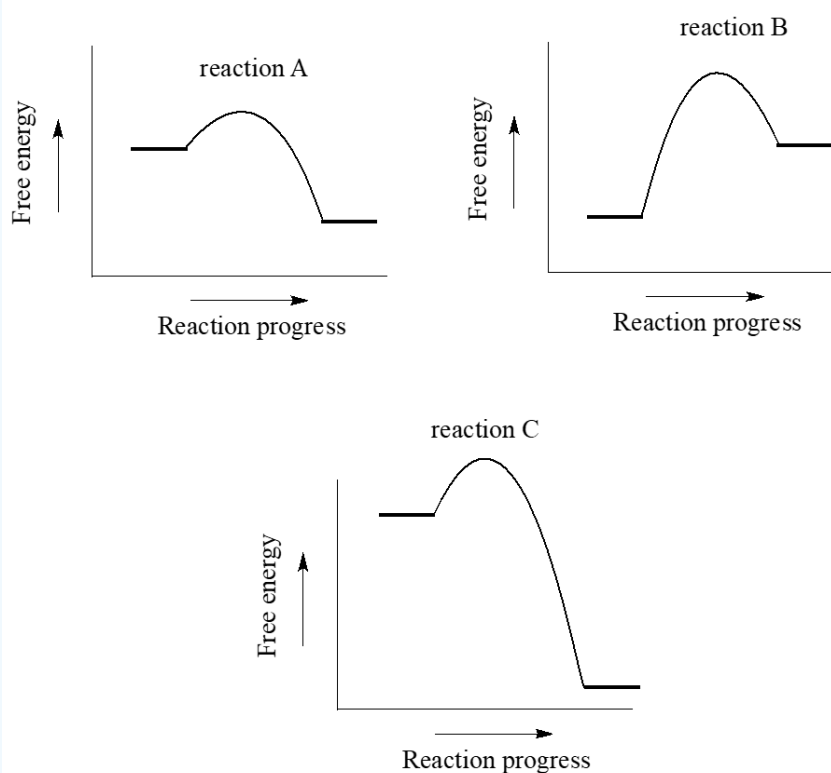 reaction A
Free energy
Reaction progress
reaction B
Free energy
Reaction progress
reaction C
Free energy
Reaction progress